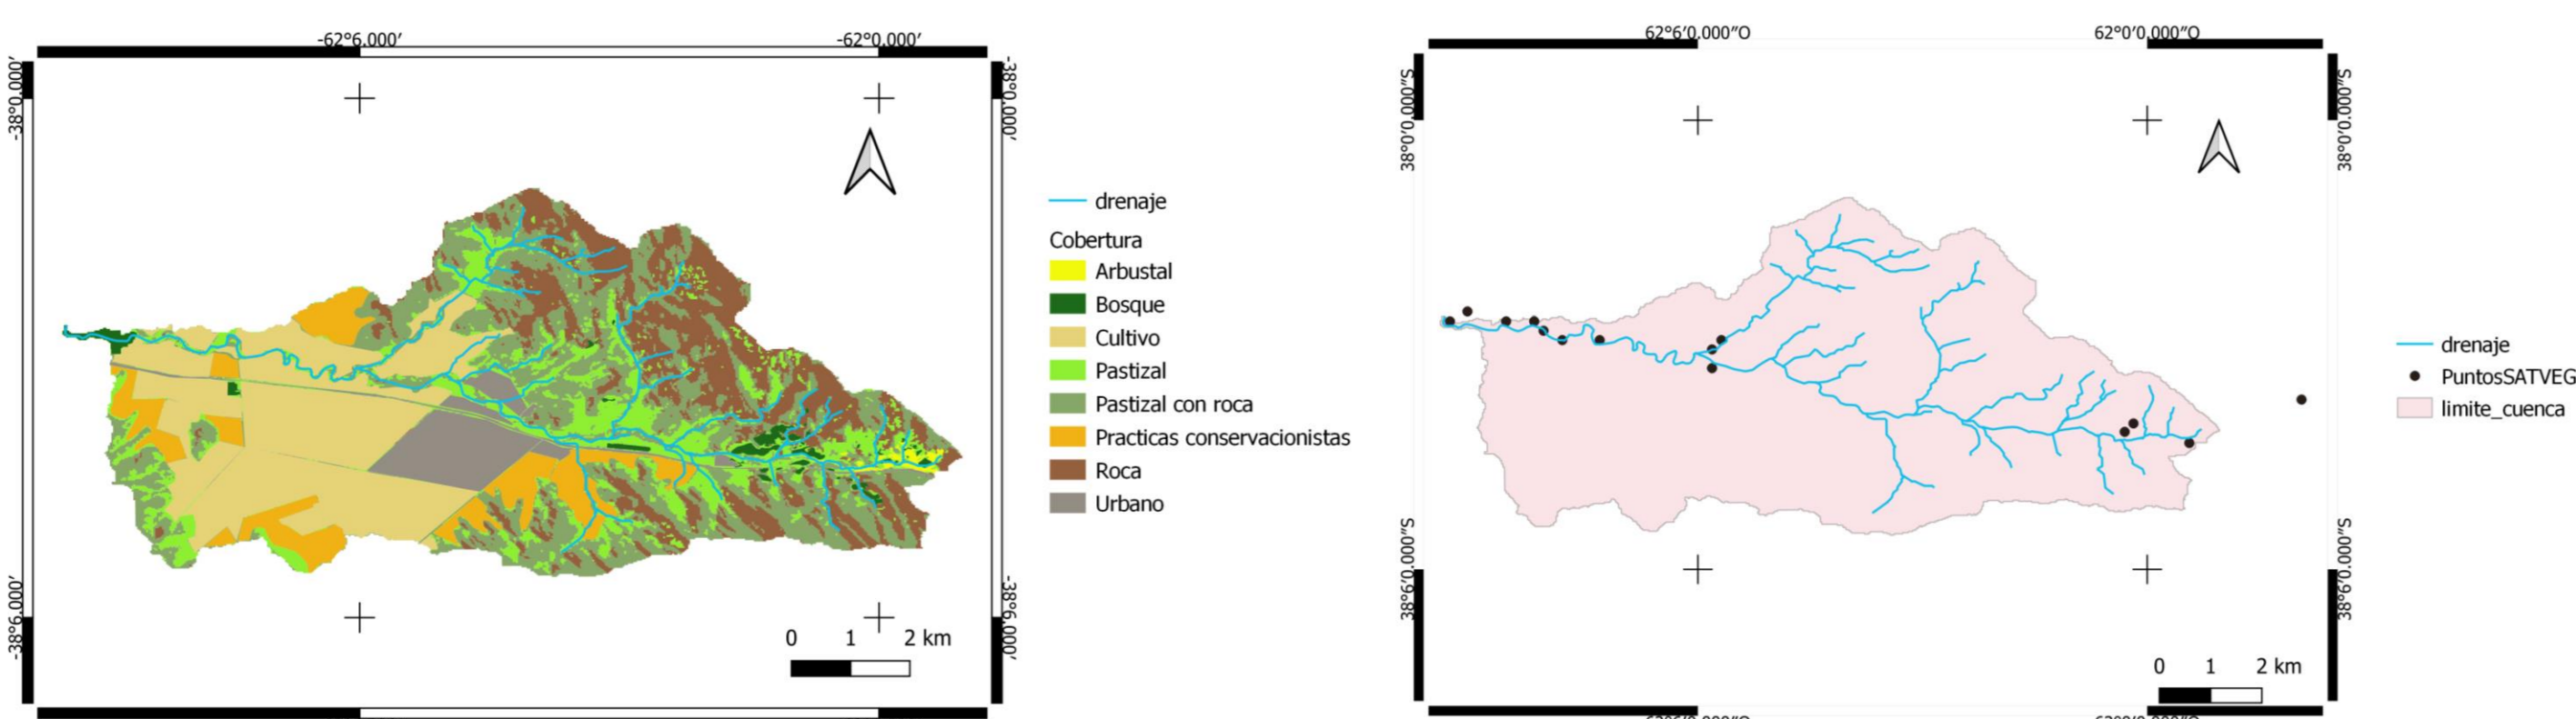 -62°6.000′
-62°0.000′
-38°0.000′
-38°0.000′
drenaje
Cobertura
Arbustal
Bosque
Cultivo
Pastizal
Pastizal con roca
Practicas conservacionistas
Roca
Urbano
-38°6.000′
-38°6.000′
0 1 2 km
62°6′0.000″O
62°0′0.000″O
38°0′0.000″S
38°0′0.000″S
drenaje
PuntosSATVEG
limite_cuenca
38°6′0.000″S
38°6′0.000″S
0 1 2 km